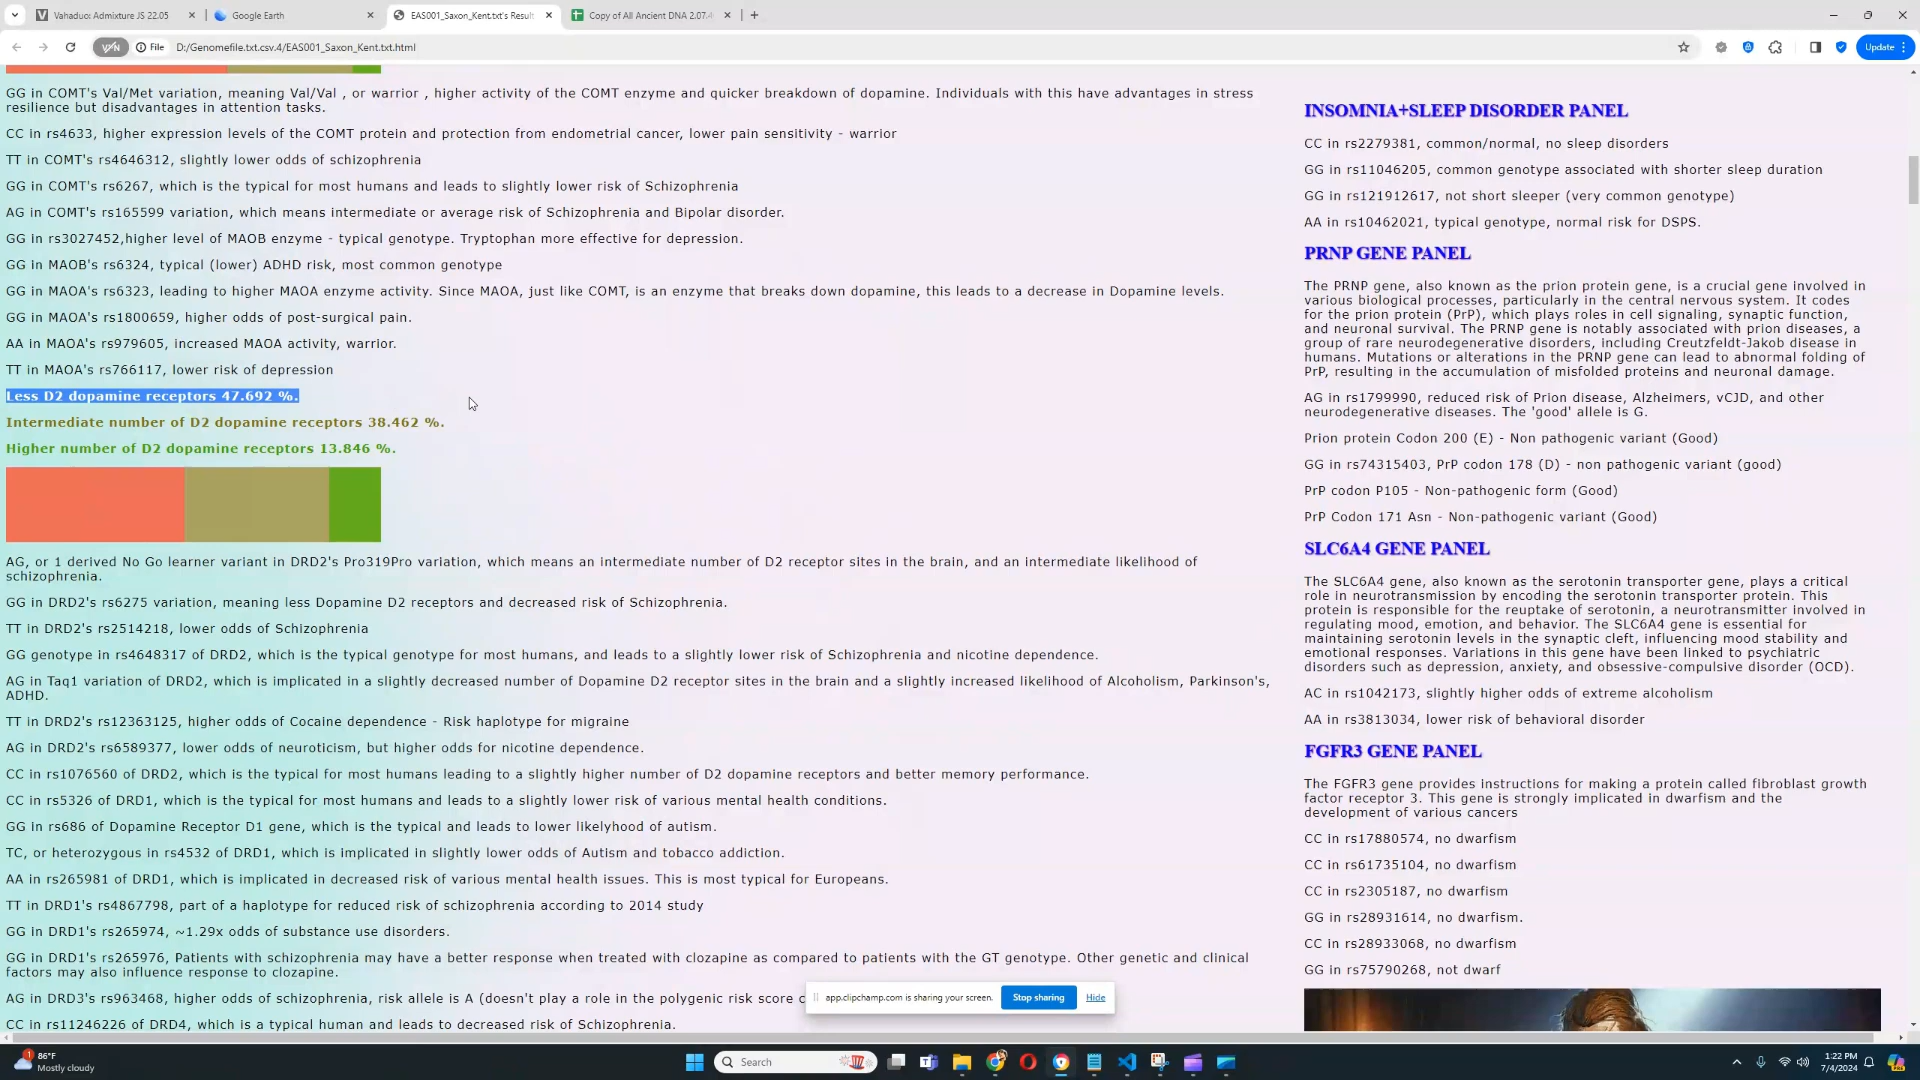 Vahaduo: Admixture JS 22.05
Google Earth
EAS001_Saxon_Kent.txt's Result
Copy of All Ancient DNA 2.07.
File
D:/Genomefile.txt.csv.4/EAS001_Saxon_Kent.txt.html
Update
GG in COMT's Val/Met variation, meaning Val/Val , or warrior , higher activity of the COMT enzyme and quicker breakdown of dopamine. Individuals with this have advantages in stress
resilience but disadvantages in attention tasks.
CC in rs4633, higher expression levels of the COMT protein and protection from endometrial cancer, lower pain sensitivity - warrior
TT in COMT's rs4646312, slightly lower odds of schizophrenia
GG in COMT's rs6267, which is the typical for most humans and leads to slightly lower risk of Schizophrenia
AG in COMT's rs165599 variation, which means intermediate or average risk of Schizophrenia and Bipolar disorder.
GG in rs3027452,higher level of MAOB enzyme - typical genotype. Tryptophan more effective for depression.
GG in MAOB's rs6324, typical (lower) ADHD risk, most common genotype
GG in MAOA's rs6323, leading to higher MAOA enzyme activity. Since MAOA, just like COMT, is an enzyme that breaks down dopamine, this leads to a decrease in Dopamine levels.
GG in MAOA's rs1800659, higher odds of post-surgical pain.
AA in MAOA's rs979605, increased MAOA activity, warrior.
TT in MAOA's rs766117, lower risk of depression
Less D2 dopamine receptors 47.692 %.
Intermediate number of D2 dopamine receptors 38.462 %.
Higher number of D2 dopamine receptors 13.846 %.
AG, or 1 derived No Go learner variant in DRD2's Pro319Pro variation, which means an intermediate number of D2 receptor sites in the brain, and an intermediate likelihood of
schizophrenia.
GG in DRD2's rs6275 variation, meaning less Dopamine D2 receptors and decreased risk of Schizophrenia.
TT in DRD2's rs2514218, lower odds of Schizophrenia
GG genotype in rs4648317 of DRD2, which is the typical genotype for most humans, and leads to a slightly lower risk of Schizophrenia and nicotine dependence.
AG in Taq1 variation of DRD2, which is implicated in a slightly decreased number of Dopamine D2 receptor sites in the brain and a slightly increased likelihood of Alcoholism, Parkinson's,
ADHD.
TT in DRD2's rs12363125, higher odds of Cocaine dependence - Risk haplotype for migraine
AG in DRD2's rs6589377, lower odds of neuroticism, but higher odds for nicotine dependence.
CC in rs1076560 of DRD2, which is the typical for most humans leading to a slightly higher number of D2 dopamine receptors and better memory performance.
CC in rs5326 of DRD1, which is the typical for most humans and leads to a slightly lower risk of various mental health conditions.
GG in rs686 of Dopamine Receptor D1 gene, which is the typical and leads to lower likelyhood of autism.
TC, or heterozygous in rs4532 of DRD1, which is implicated in slightly lower odds of Autism and tobacco addiction.
AA in rs265981 of DRD1, which is implicated in decreased risk of various mental health issues. This is most typical for Europeans.
TT in DRD1's rs4867798, part of a haplotype for reduced risk of schizophrenia according to 2014 study
GG in DRD1's rs265974, ~1.29x odds of substance use disorders.
GG in DRD1's rs265976, Patients with schizophrenia may have a better response when treated with clozapine as compared to patients with the GT genotype. Other genetic and clinical
factors may also influence response to clozapine.
AG in DRD3's rs963468, higher odds of schizophrenia, risk allele is A (doesn't play a role in the polygenic risk score c
CC in rs11246226 of DRD4, which is a typical human and leads to decreased risk of Schizophrenia.
INSOMNIA+SLEEP DISORDER PANEL
CC in rs2279381, common/normal, no sleep disorders
GG in rs11046205, common genotype associated with shorter sleep duration
GG in rs121912617, not short sleeper (very common genotype)
AA in rs10462021, typical genotype, normal risk for DSPS.
PRNP GENE PANEL
The PRNP gene, also known as the prion protein gene, is a crucial gene involved in
various biological processes, particularly in the central nervous system. It codes
for the prion protein (PrP), which plays roles in cell signaling, synaptic function,
and neuronal survival. The PRNP gene is notably associated with prion diseases, a
group of rare neurodegenerative disorders, including Creutzfeldt-Jakob disease in
humans. Mutations or alterations in the PRNP gene can lead to abnormal folding of
PrP, resulting in the accumulation of misfolded proteins and neuronal damage.
AG in rs1799990, reduced risk of Prion disease, Alzheimers, vCJD, and other
neurodegenerative diseases. The 'good' allele is G.
Prion protein Codon 200 (E) - Non pathogenic variant (Good)
GG in rs74315403, PrP codon 178 (D) - non pathogenic variant (good)
PrP codon P105 - Non-pathogenic form (Good)
PrP Codon 171 Asn - Non-pathogenic variant (Good)
SLC6A4 GENE PANEL
The SLC6A4 gene, also known as the serotonin transporter gene, plays a critical
role in neurotransmission by encoding the serotonin transporter protein. This
protein is responsible for the reuptake of serotonin, a neurotransmitter involved in
regulating mood, emotion, and behavior. The SLC6A4 gene is essential for
maintaining serotonin levels in the synaptic cleft, influencing mood stability and
emotional responses. Variations in this gene have been linked to psychiatric
disorders such as depression, anxiety, and obsessive-compulsive disorder (OCD).
AC in rs1042173, slightly higher odds of extreme alcoholism
AA in rs3813034, lower risk of behavioral disorder
FGFR3 GENE PANEL
The FGFR3 gene provides instructions for making a protein called fibroblast growth
factor receptor 3. This gene is strongly implicated in dwarfism and the
development of various cancers
CC in rs17880574, no dwarfism
CC in rs61735104, no dwarfism
CC in rs2305187, no dwarfism
GG in rs28931614, no dwarfism.
CC in rs28933068, no dwarfism
GG in rs75790268, not dwarf
app.clipchamp.com is sharing your screen.
Stop sharing
Hide
86°F
Mostly cloudy
Search
1:22 PM
7/4/2024